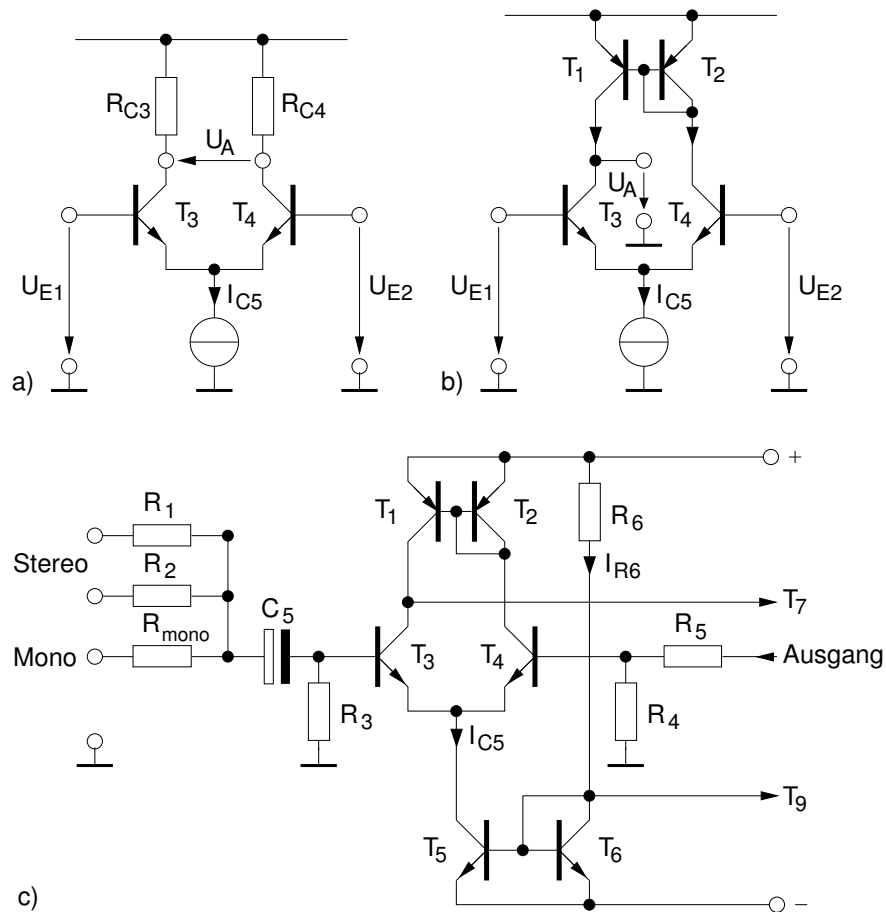 R_C3
R_C4
U_A
T_3
T_4
U_E1
I_C5
U_E2
a)
T_1
T_2
U_A
T_3
T_4
U_E1
I_C5
U_E2
b)
+
R_1
T_1
T_2
R_6
Stereo
R_2
I_R6
C_5
T_7
R_mono
R_5
Mono
T_3
T_4
Ausgang
R_3
R_4
I_C5
T_9
T_5
T_6
c)
−